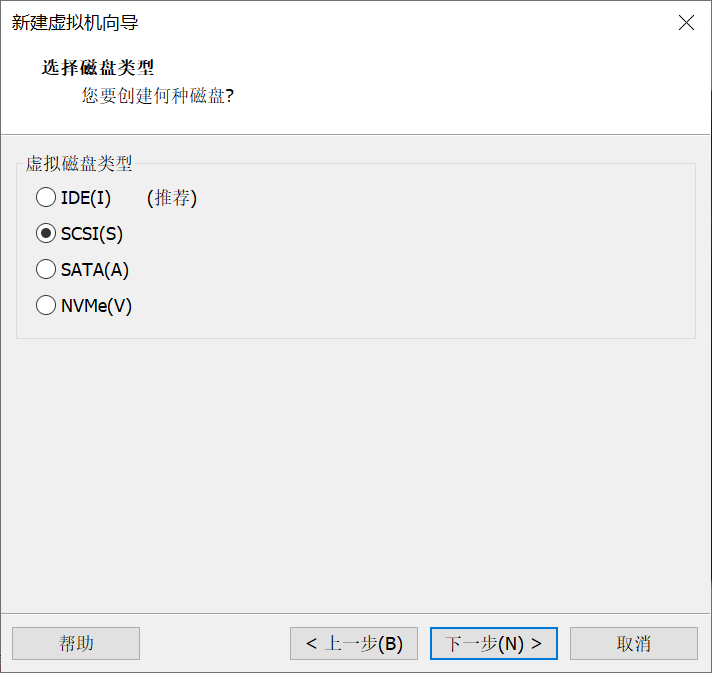 新建虚拟机向导
选择磁盘类型
您要创建何种磁盘?
虚拟磁盘类型
IDE(I) (推荐)
SCSI(S)
SATA(A)
NVMe(V)
帮助 < 上一步(B) 下一步(N) > 取消